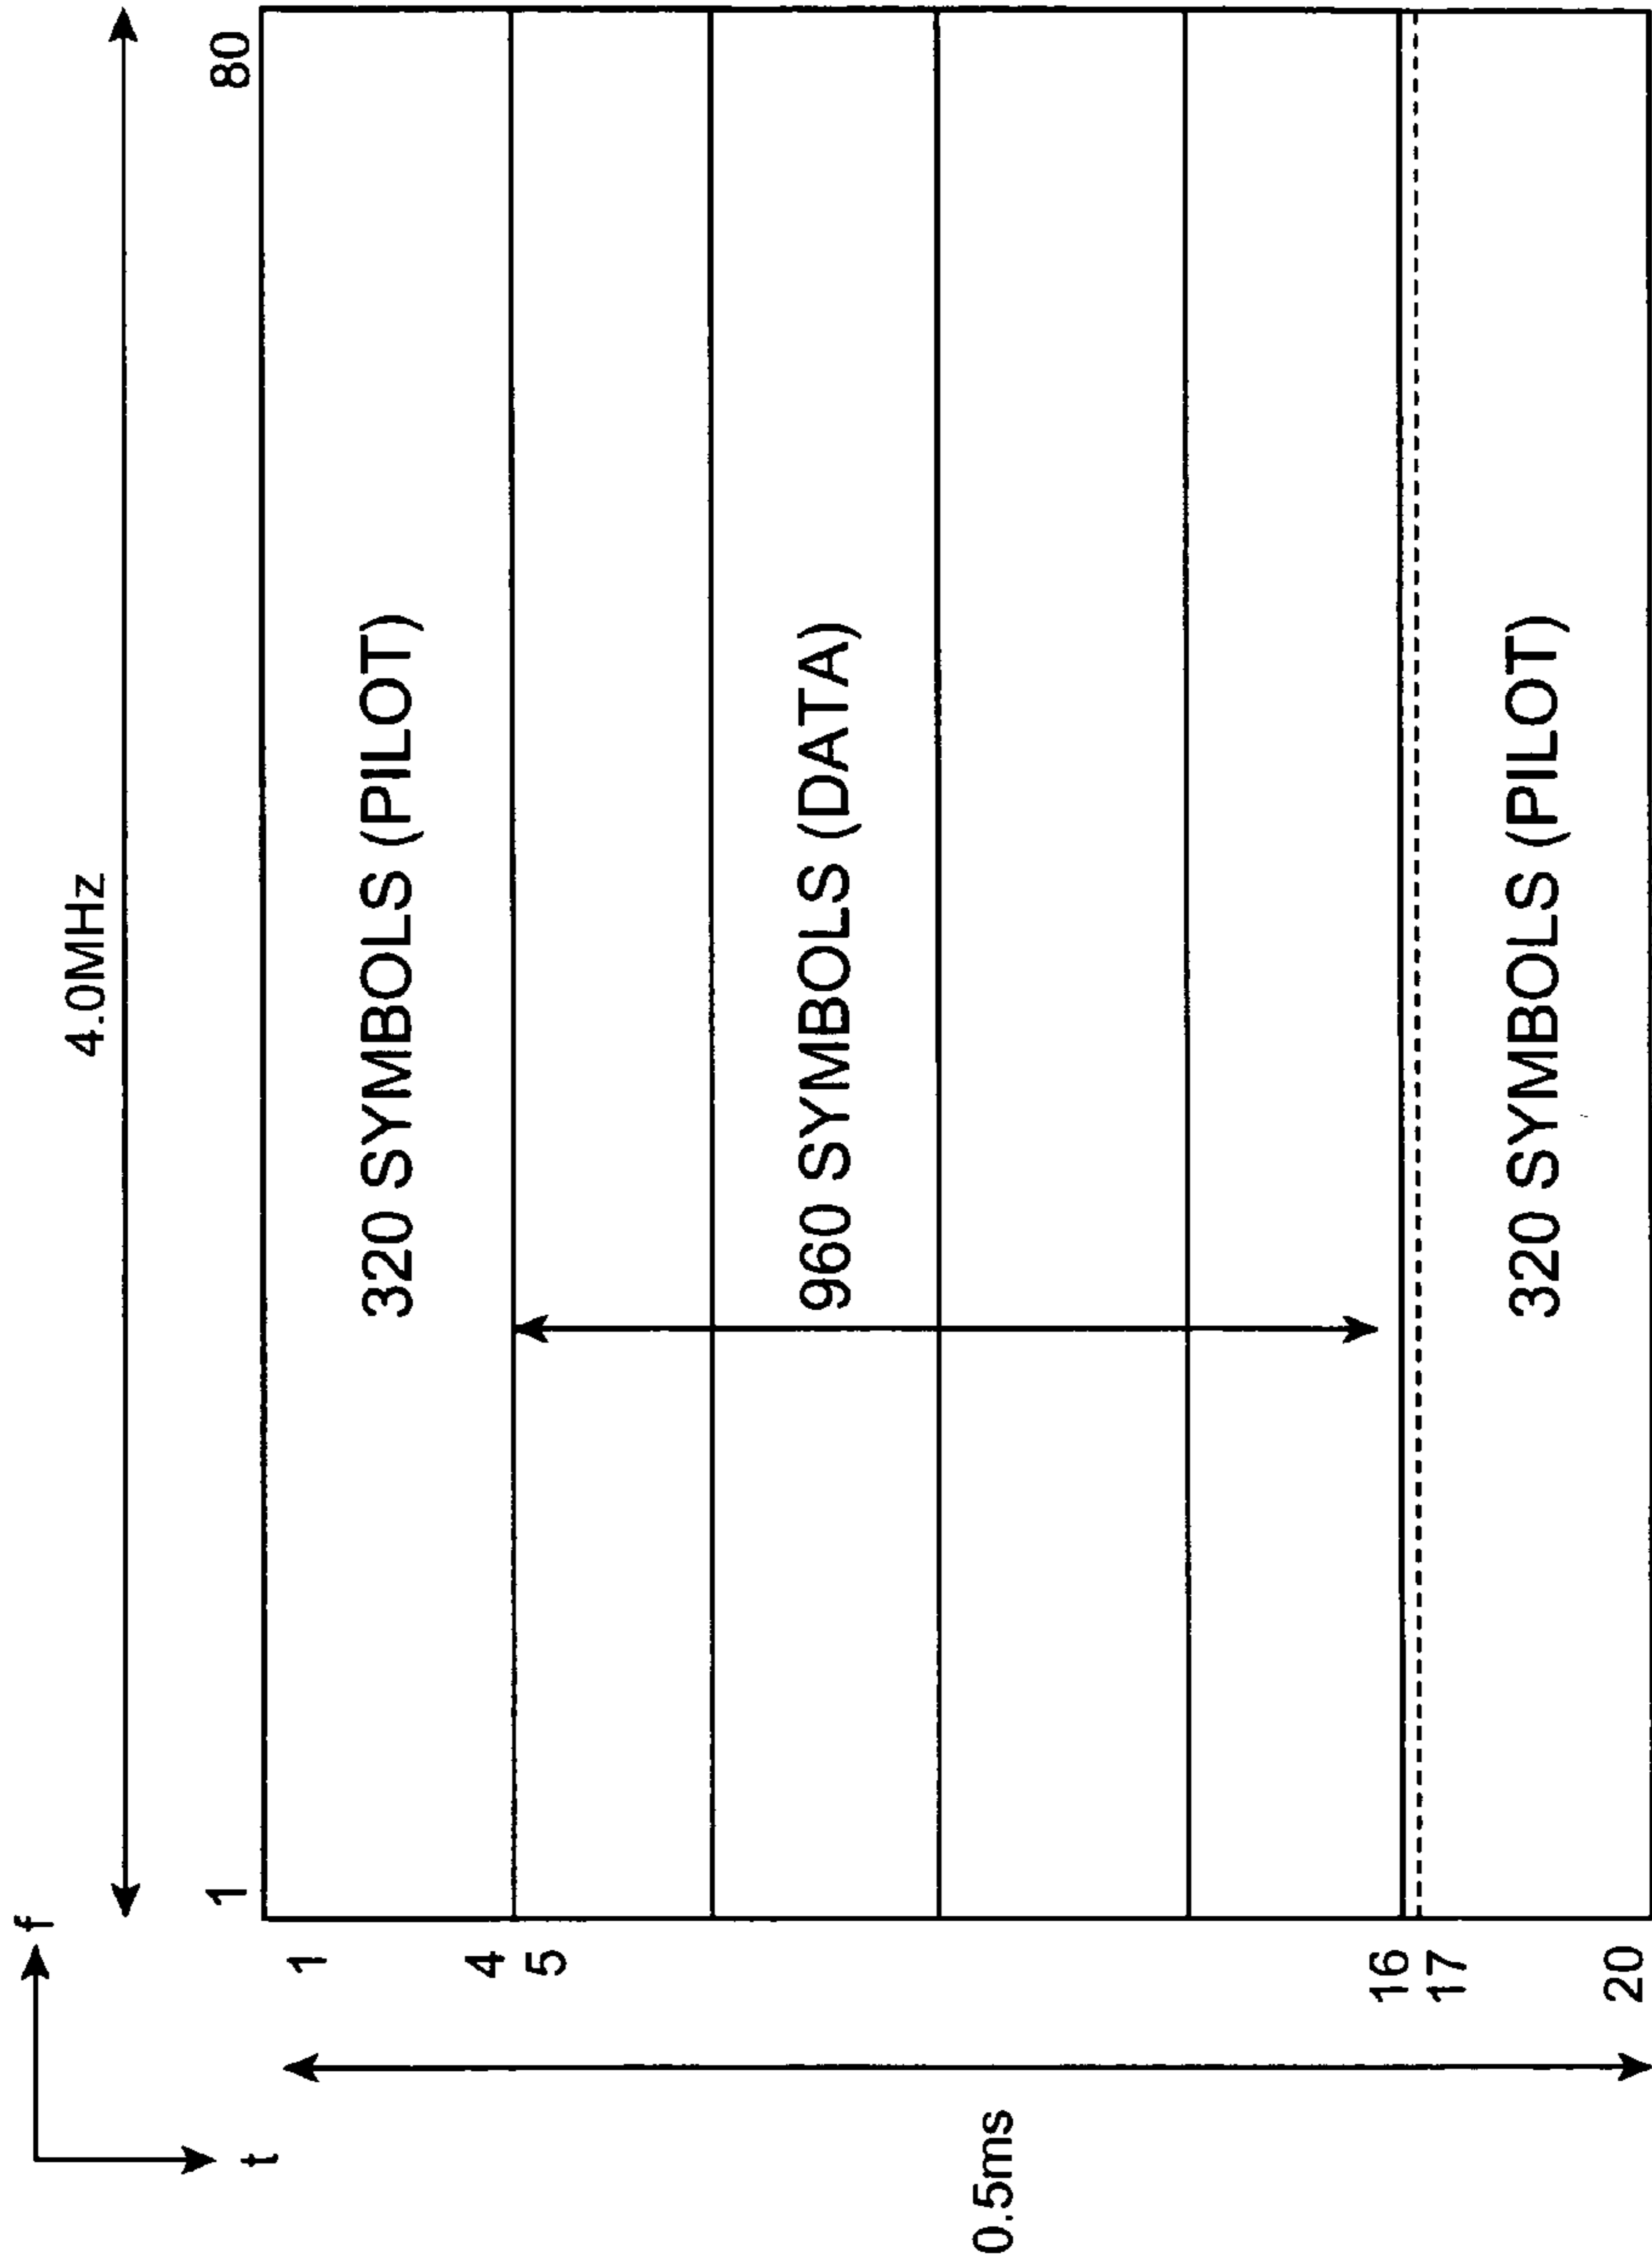 f
t
4.0MHz
1
80
1
4
5
16
17
20
0.5ms
320 SYMBOLS (PILOT)
960 SYMBOLS (DATA)
320 SYMBOLS (PILOT)